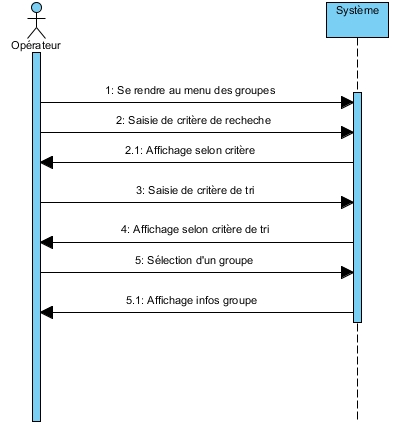 Système
Opérateur
1: Se rendre au menu des groupes
2: Saisie de critère de recheche
2.1: Affichage selon critère
3: Saisie de critère de tri
4: Affichage selon critère de tri
5: Sélection d'un groupe
5.1: Affichage infos groupe